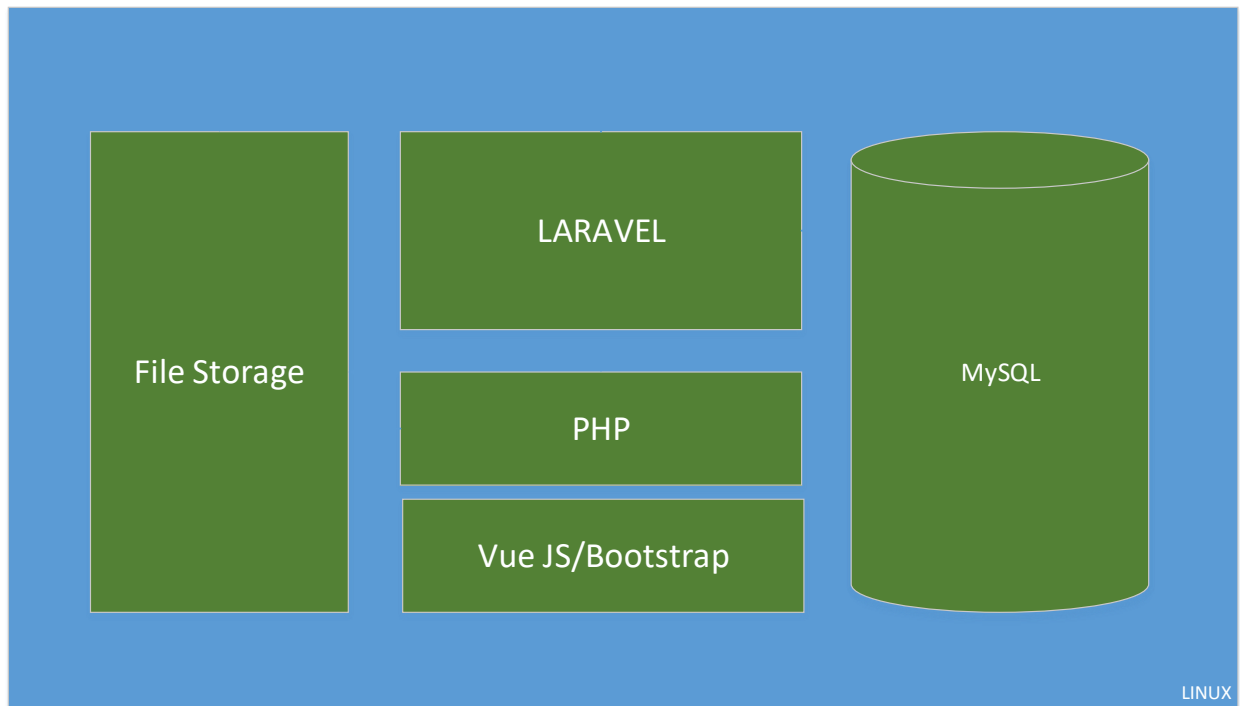 File Storage
LARAVEL
PHP
Vue JS/Bootstrap
MySQL
LINUX